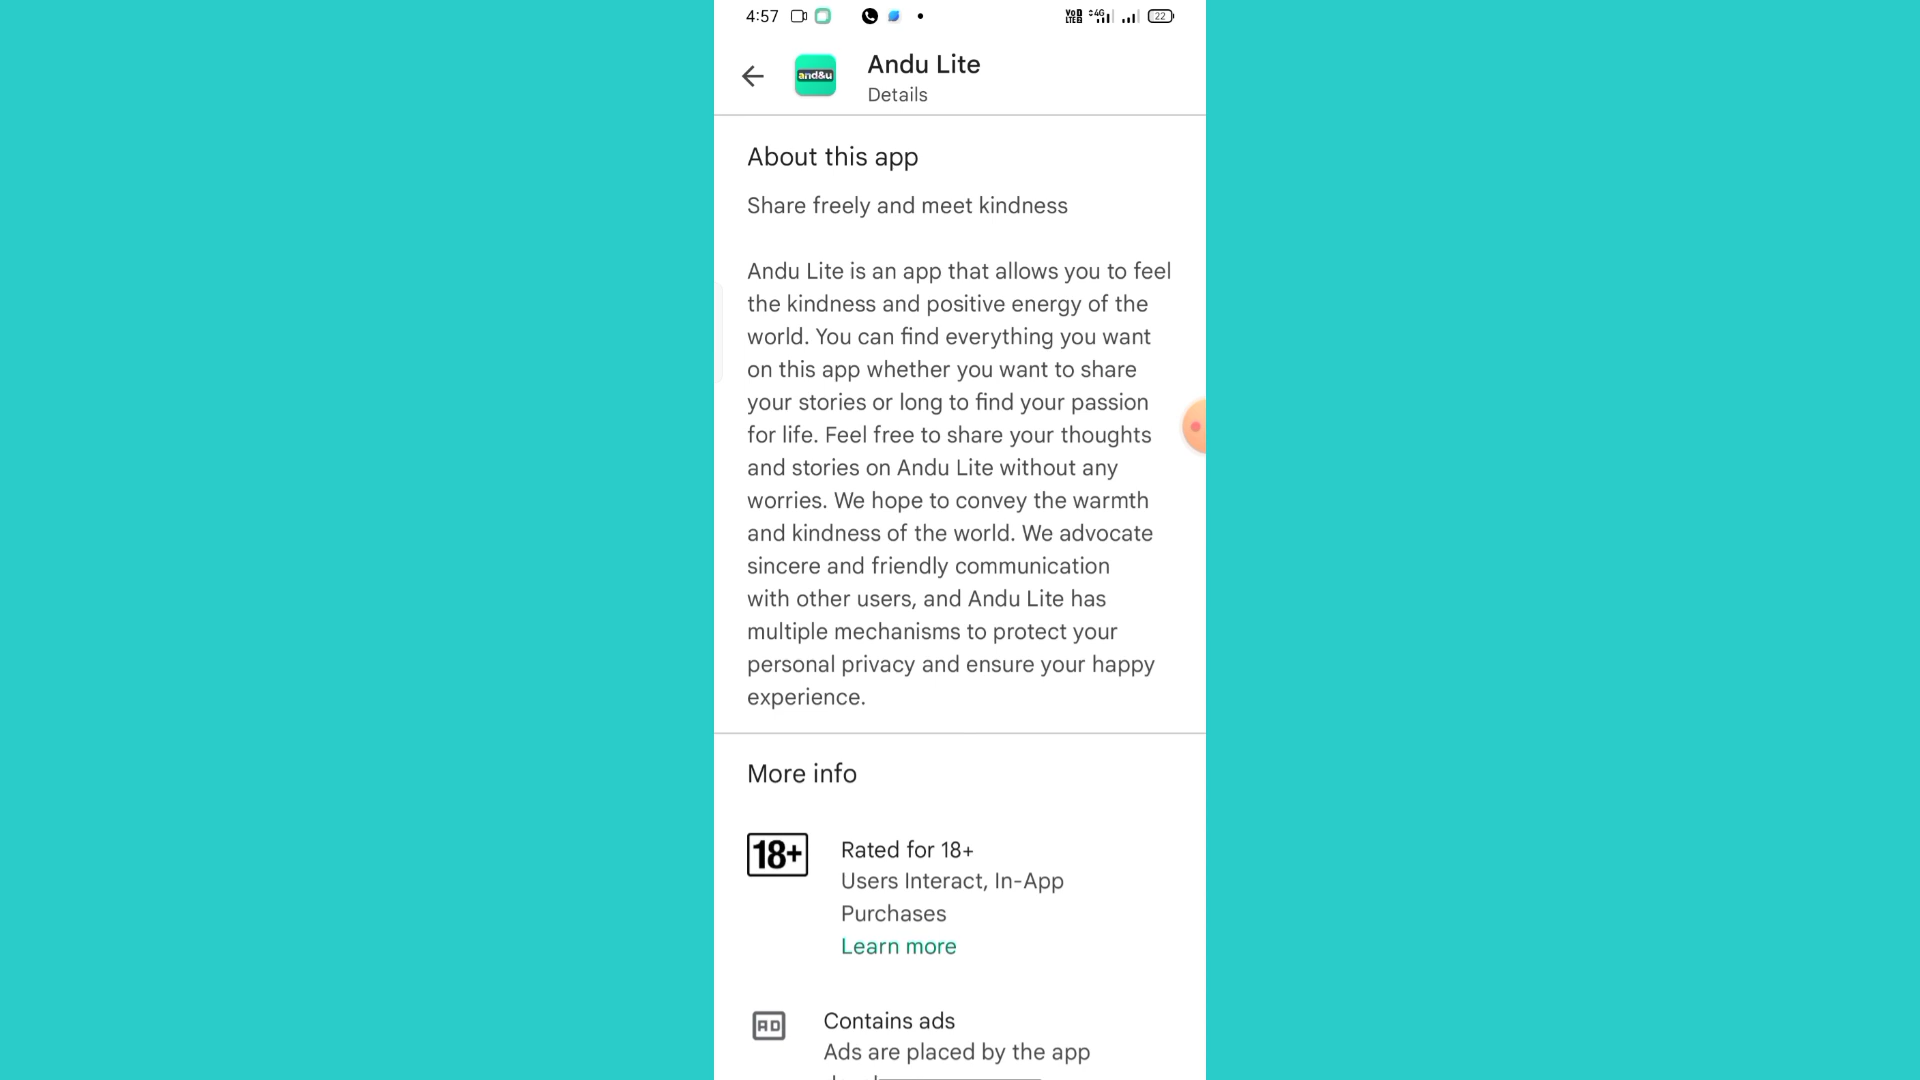 4:57
VoD 4G 22
LTE2
and&u
Andu Lite
Details
About this app
Share freely and meet kindness
Andu Lite is an app that allows you to feel
the kindness and positive energy of the
world. You can find everything you want
on this app whether you want to share
your stories or long to find your passion
for life. Feel free to share your thoughts
and stories on Andu Lite without any
worries. We hope to convey the warmth
and kindness of the world. We advocate
sincere and friendly communication
with other users, and Andu Lite has
multiple mechanisms to protect your
personal privacy and ensure your happy
experience.
More info
18+
Rated for 18+
Users Interact, In-App
Purchases
Learn more
AD
Contains ads
Ads are placed by the app